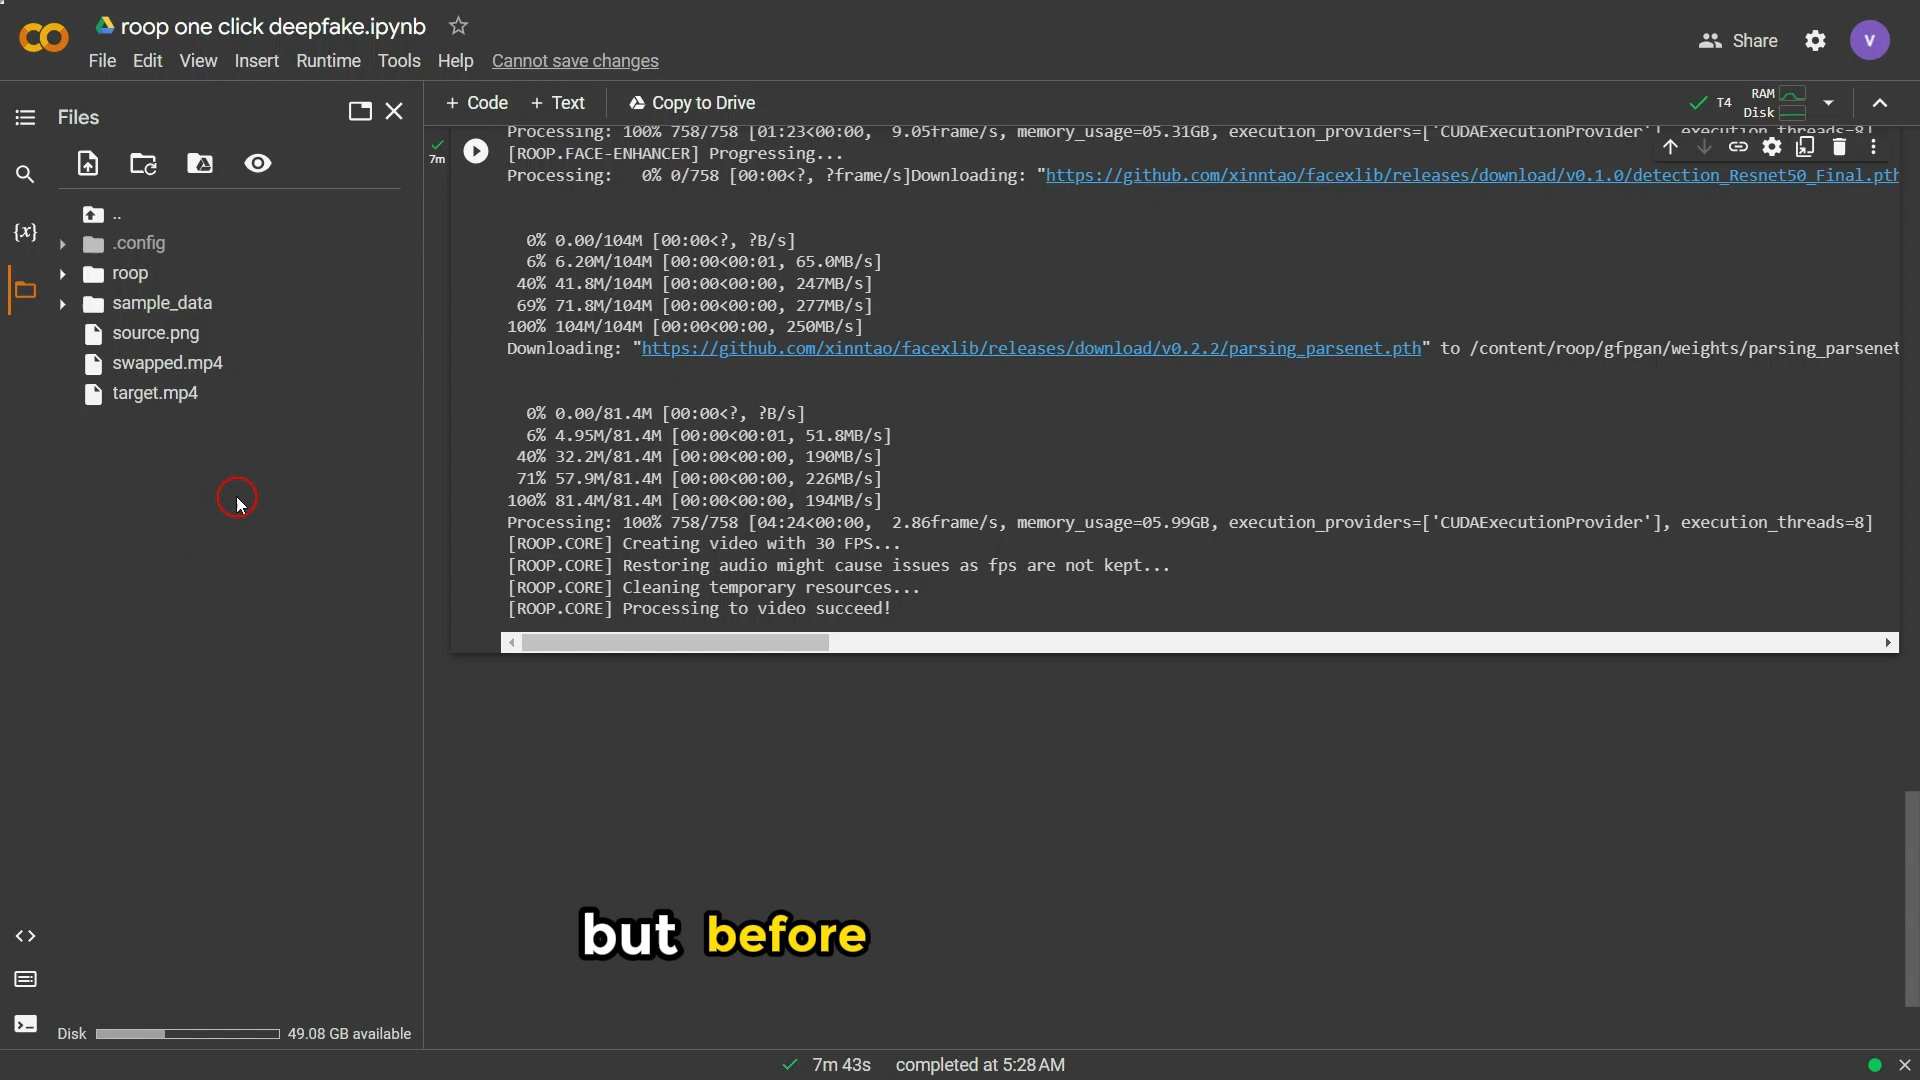 roop one click deepfake.ipynb
File Edit View Insert Runtime Tools Help Cannot save changes
Share
V
Files
+ Code + Text Copy to Drive
T4 RAM Disk
..
.config
roop
sample_data
source.png
swapped.mp4
target.mp4
{x}
7m
Processing: 100% 758/758 [01:23<00:00, 9.05frame/s, memory_usage=05.31GB, execution_providers=['CUDAExecutionProvider'], execution_threads=8]
[ROOP.FACE-ENHANCER] Progressing...
Processing: 0% 0/758 [00:00<?, ?frame/s]Downloading: "https://github.com/xinntao/facexlib/releases/download/v0.1.0/detection_Resnet50_Final.pth
0% 0.00/104M [00:00<?, ?B/s]
6% 6.20M/104M [00:00<00:01, 65.0MB/s]
40% 41.8M/104M [00:00<00:00, 247MB/s]
69% 71.8M/104M [00:00<00:00, 277MB/s]
100% 104M/104M [00:00<00:00, 250MB/s]
Downloading: "https://github.com/xinntao/facexlib/releases/download/v0.2.2/parsing_parsenet.pth" to /content/roop/gfpgan/weights/parsing_parsenet
0% 0.00/81.4M [00:00<?, ?B/s]
6% 4.95M/81.4M [00:00<00:01, 51.8MB/s]
40% 32.2M/81.4M [00:00<00:00, 190MB/s]
71% 57.9M/81.4M [00:00<00:00, 226MB/s]
100% 81.4M/81.4M [00:00<00:00, 194MB/s]
Processing: 100% 758/758 [04:24<00:00, 2.86frame/s, memory_usage=05.99GB, execution_providers=['CUDAExecutionProvider'], execution_threads=8]
[ROOP.CORE] Creating video with 30 FPS...
[ROOP.CORE] Restoring audio might cause issues as fps are not kept...
[ROOP.CORE] Cleaning temporary resources...
[ROOP.CORE] Processing to video succeed!
but before
Disk 49.08 GB available
7m 43s completed at 5:28 AM